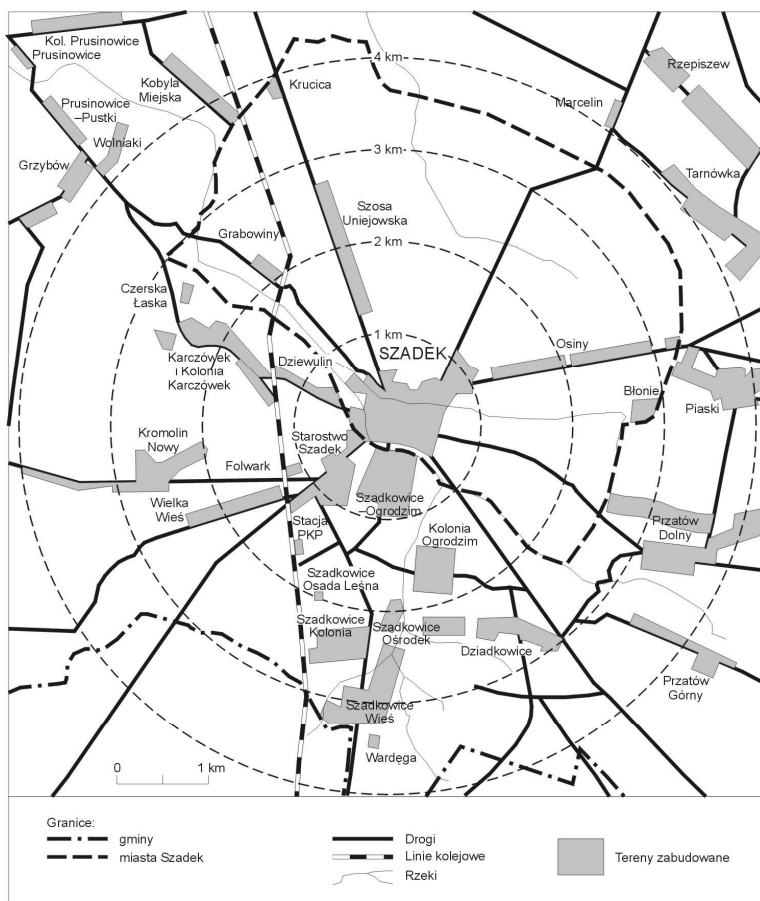 Kol. Prusinowice
Prusinowice
Kobyla
Miejska
Krucica
4 km
Rzepiszew
Marcelin
Prusinowice
–Pustki
Wolniaki
Grzybów
3 km
Tarnówka
Szosa
Uniejowska
Grabowiny
2 km
Czerska
Łaska
1 km
SZADEK
Osiny
Karczówek
i Kolonia
Karczówek
Dziewulin
Błonie
Piaski
Kromolin
Nowy
Starostwo
Szadek
Folwark
Wielka
Wieś
Szadkowice
–Ogrodzim
Stacja
PKP
Kolonia
Ogrodzim
Przatów
Dolny
Szadkowice
Osada Leśna
Szadkowice
Kolonia
Szadkowice
Ośrodek
Dziadkowice
Przatów
Górny
Szadkowice
Wieś
Wardęga
0 1 km
Granice:
gminy
miasta Szadek
Drogi
Linie kolejowe
Rzeki
Tereny zabudowane